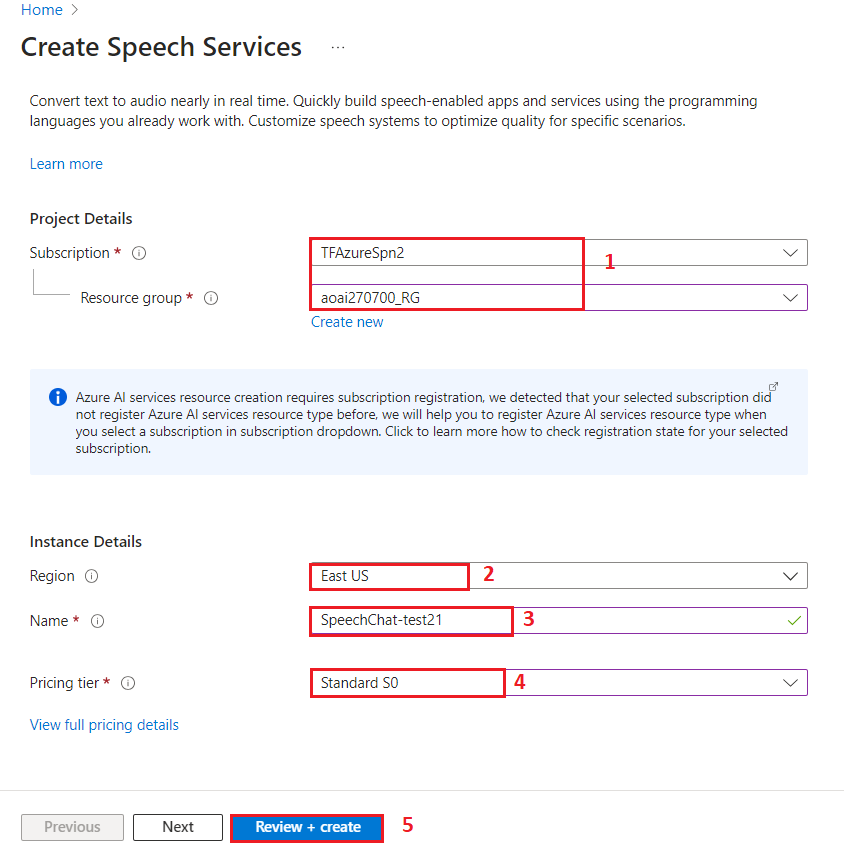 Home >
Create Speech Services ...
Convert text to audio nearly in real time. Quickly build speech-enabled apps and services using the programming
languages you already work with. Customize speech systems to optimize quality for specific scenarios.
Learn more
Project Details
Subscription * TFAzureSpn2 1
Resource group * aoai270700_RG
Create new
Azure AI services resource creation requires subscription registration, we detected that your selected subscription did
not register Azure AI services resource type before, we will help you to register Azure AI services resource type when
you select a subscription in subscription dropdown. Click to learn more how to check registration state for your selected
subscription.
Instance Details
Region East US 2
Name * SpeechChat-test21 3
Pricing tier * Standard S0 4
View full pricing details
Previous Next Review + create 5